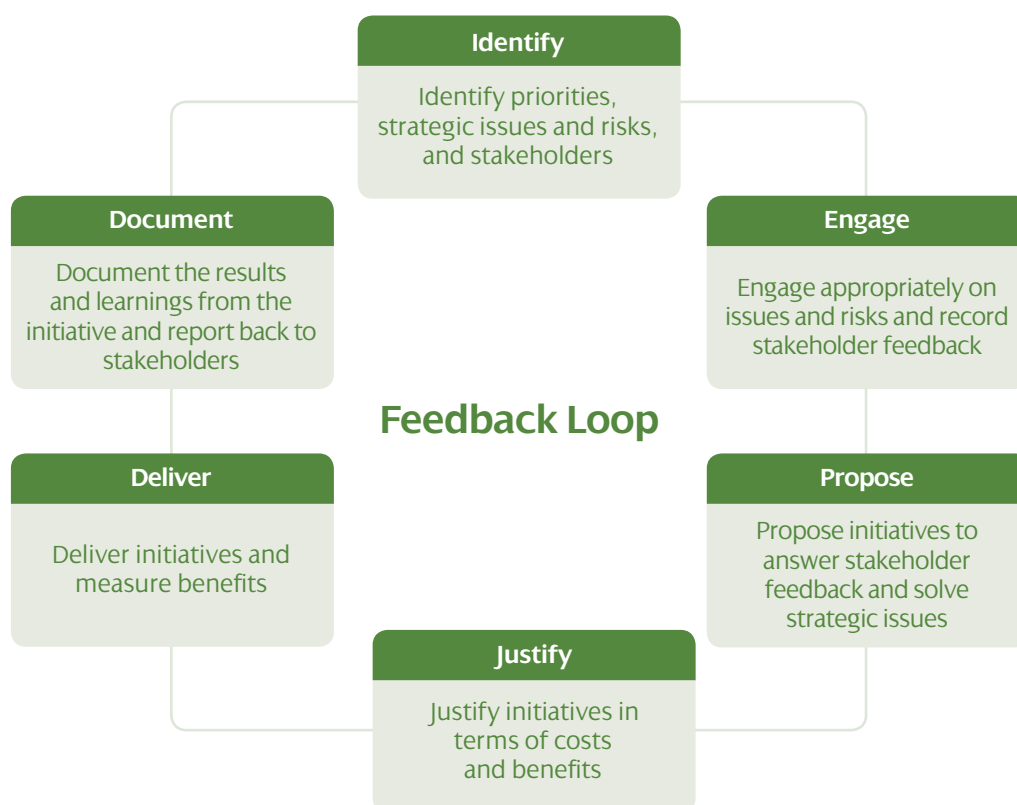 Identify
Identify priorities,
strategic issues and risks,
and stakeholders
Engage
Engage appropriately on
issues and risks and record
stakeholder feedback
Propose
Propose initiatives to
answer stakeholder
feedback and solve
strategic issues
Justify
Justify initiatives in
terms of costs
and benefits
Deliver
Deliver initiatives and
measure benefits
Document
Document the results
and learnings from the
initiative and report back to
stakeholders
Feedback Loop